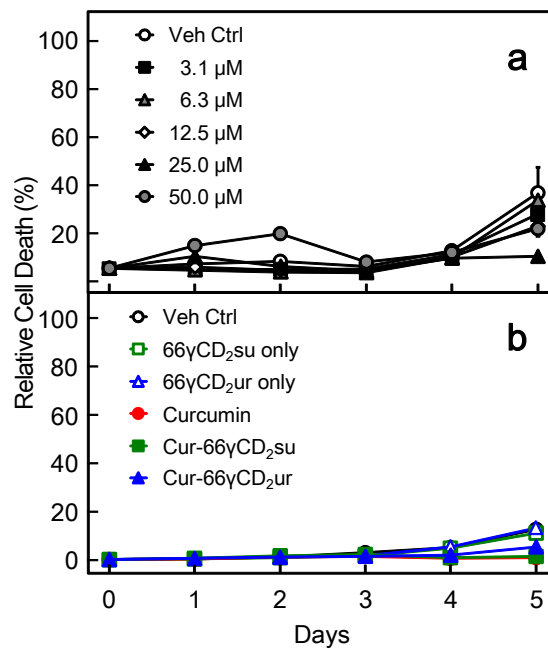 Relative Cell Death (%)
100
80
60
40
20
a
Veh Ctrl
3.1 µM
6.3 µM
12.5 µM
25.0 µM
50.0 µM
100
80
60
40
20
0
b
Veh Ctrl
66γCD₂su only
66γCD₂ur only
Curcumin
Cur-66γCD₂su
Cur-66γCD₂ur
0 1 2 3 4 5
Days